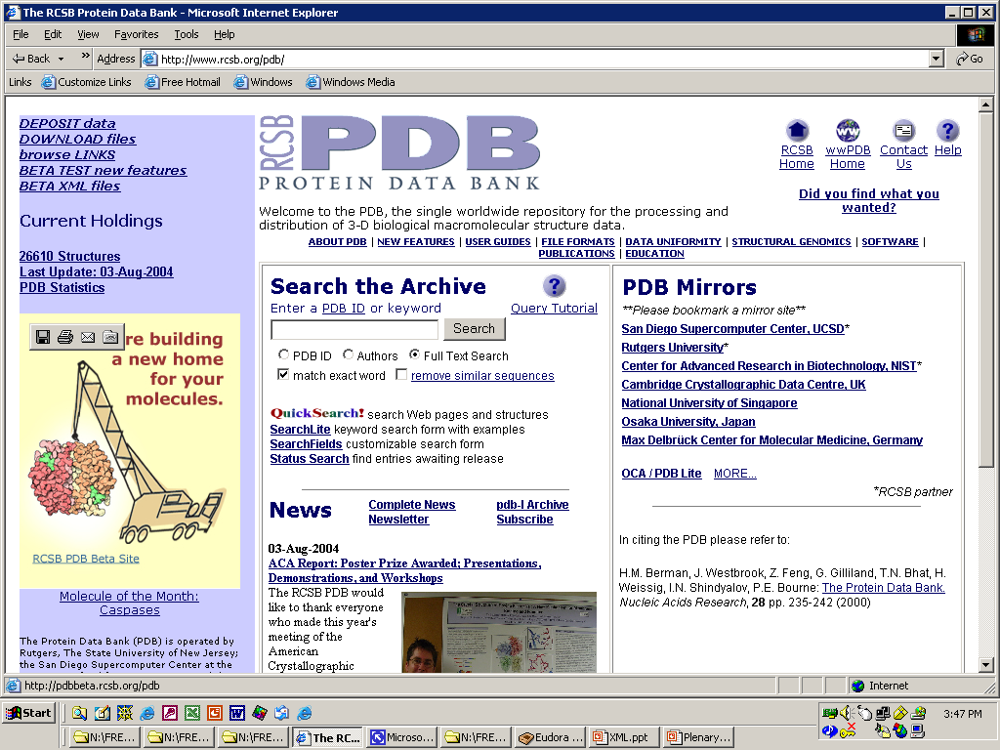 The RCSB Protein Data Bank - Microsoft Internet Explorer
File Edit View Favorites Tools Help
Back » Address http://www.rcsb.org/pdb/ Go
Links Customize Links Free Hotmail Windows Windows Media
DEPOSIT data
DOWNLOAD files
browse LINKS
BETA TEST new features
BETA XML files
Current Holdings
26610 Structures
Last Update: 03-Aug-2004
PDB Statistics
re building
a new home
for your
molecules.
RCSB PDB Beta Site
Molecule of the Month:
Caspases
The Protein Data Bank (PDB) is operated by
Rutgers, The State University of New Jersey;
the San Diego Supercomputer Center at the
RCSB
PDB
PROTEIN DATA BANK
RCSB Home
wwPDB Home
Contact Us
Help
Did you find what you
wanted?
Welcome to the PDB, the single worldwide repository for the processing and
distribution of 3-D biological macromolecular structure data.
ABOUT PDB | NEW FEATURES | USER GUIDES | FILE FORMATS | DATA UNIFORMITY | STRUCTURAL GENOMICS | SOFTWARE |
PUBLICATIONS | EDUCATION
Search the Archive
Enter a PDB ID or keyword
? Query Tutorial
Search
PDB ID Authors Full Text Search
match exact word remove similar sequences
QuickSearch! search Web pages and structures
SearchLite keyword search form with examples
SearchFields customizable search form
Status Search find entries awaiting release
News
Complete News pdb-l Archive
Newsletter Subscribe
03-Aug-2004
ACA Report: Poster Prize Awarded; Presentations,
Demonstrations, and Workshops
The RCSB PDB would
like to thank everyone
who made this year's
meeting of the
American
Crystallographic
PDB Mirrors
**Please bookmark a mirror site**
San Diego Supercomputer Center, UCSD*
Rutgers University*
Center for Advanced Research in Biotechnology, NIST*
Cambridge Crystallographic Data Centre, UK
National University of Singapore
Osaka University, Japan
Max Delbrück Center for Molecular Medicine, Germany
OCA / PDB Lite MORE...
*RCSB partner
In citing the PDB please refer to:
H.M. Berman, J. Westbrook, Z. Feng, G. Gilliland, T.N. Bhat, H.
Weissig, I.N. Shindyalov, P.E. Bourne: The Protein Data Bank.
Nucleic Acids Research, 28 pp. 235-242 (2000)
http://pdbbeta.rcsb.org/pdb Internet
Start 3:47 PM
N:\FRE... N:\FRE... N:\FRE... The RC... Microso... N:\FRE... Eudora ... XML.ppt Plenary...